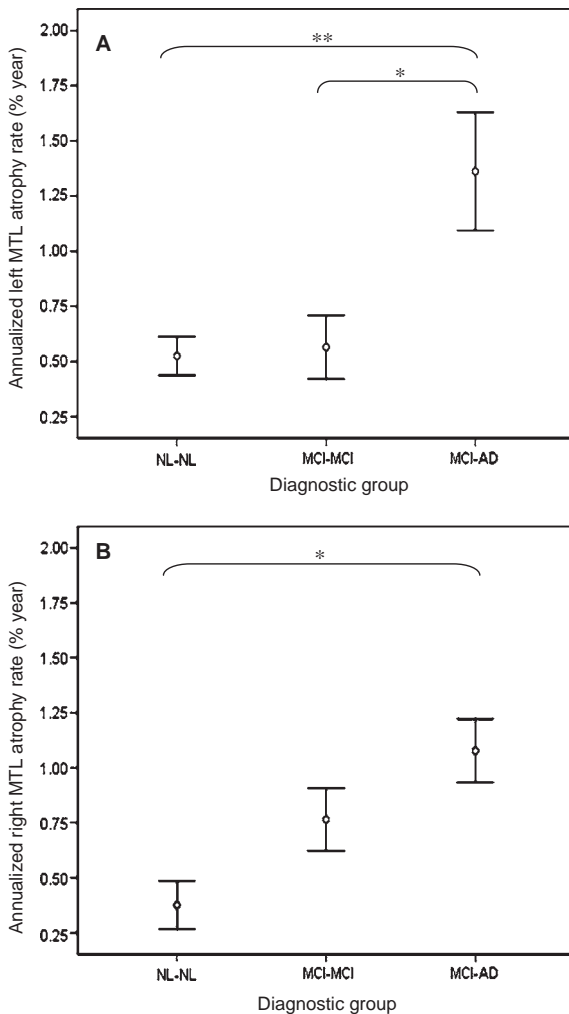 A
**
*
2.00
1.75
1.50
1.25
1.00
0.75
0.50
0.25
Annualized left MTL atrophy rate (% year)
NL-NL MCI-MCI MCI-AD
Diagnostic group
B
*
2.00
1.75
1.50
1.25
1.00
0.75
0.50
0.25
Annualized right MTL atrophy rate (% year)
NL-NL MCI-MCI MCI-AD
Diagnostic group